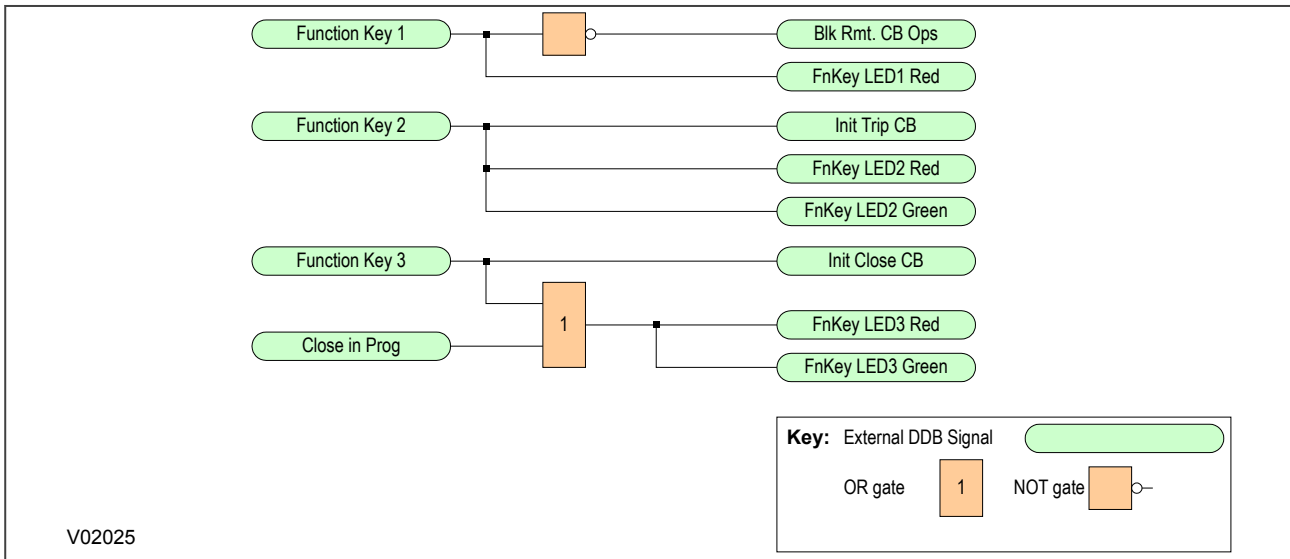 Function Key 1
Blk Rmt. CB Ops
FnKey LED1 Red
Function Key 2
Init Trip CB
FnKey LED2 Red
FnKey LED2 Green
Function Key 3
Init Close CB
1
FnKey LED3 Red
Close in Prog
FnKey LED3 Green
Key: External DDB Signal
OR gate 1 NOT gate
V02025